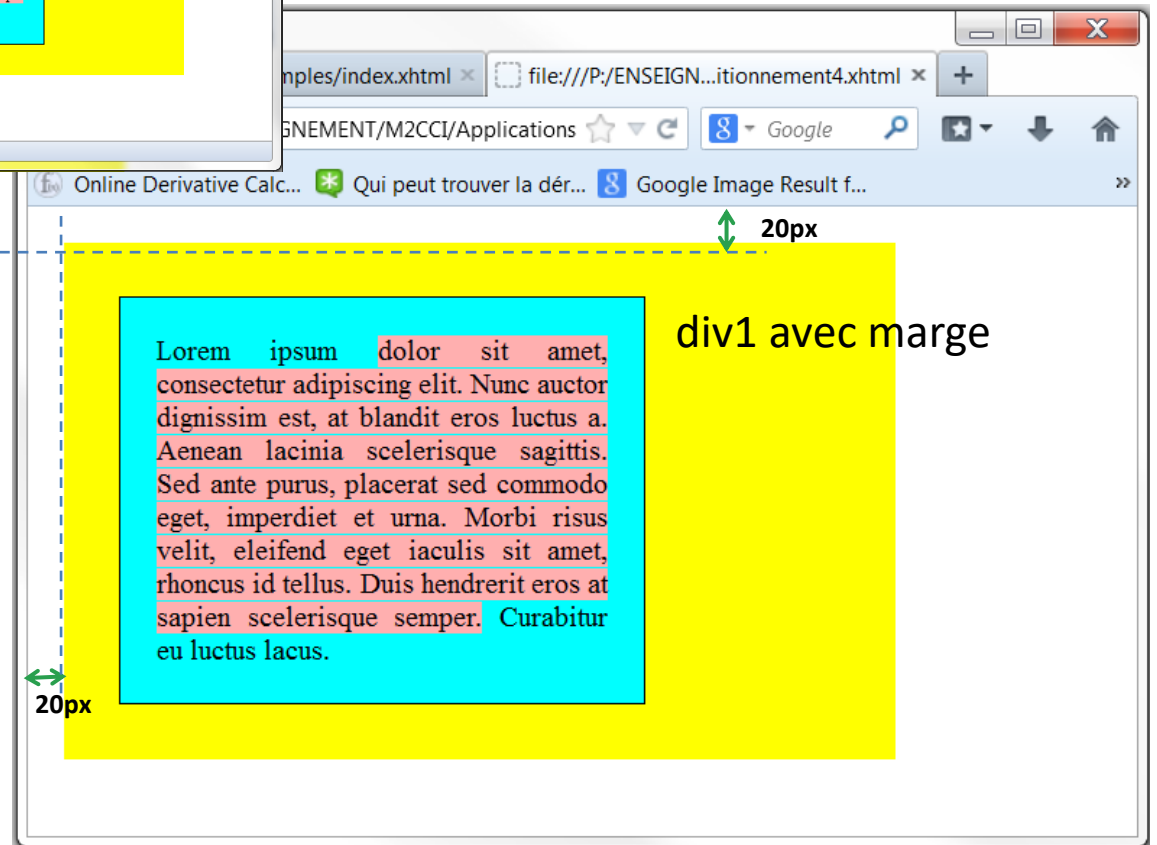 mples/index.xhtml × file:///P:/ENSEIGN...itionnement4.xhtml × +
GNEMENT/M2CCI/Applications 8 Google
f(x) Online Derivative Calc... Qui peut trouver la dér... 8 Google Image Result f... »
20px
div1 avec marge
Lorem ipsum dolor sit amet,
consectetur adipiscing elit. Nunc auctor
dignissim est, at blandit eros luctus a.
Aenean lacinia scelerisque sagittis.
Sed ante purus, placerat sed commodo
eget, imperdiet et urna. Morbi risus
velit, eleifend eget iaculis sit amet,
rhoncus id tellus. Duis hendrerit eros at
sapien scelerisque semper. Curabitur
eu luctus lacus.
20px